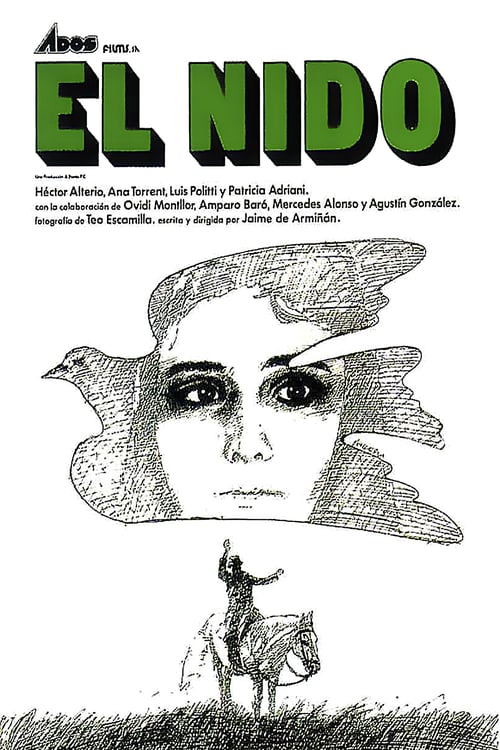 Ados
FILMS, S.A.
EL NIDO
Una Producción A-Punto P.C.
Héctor Alterio, Ana Torrent, Luis Politti y Patricia Adriani.
con la colaboración de Ovidi Montllor, Amparo Baró, Mercedes Alonso y Agustín González.
fotografía de Teo Escamilla. escrita y dirigida por Jaime de Armiñán.